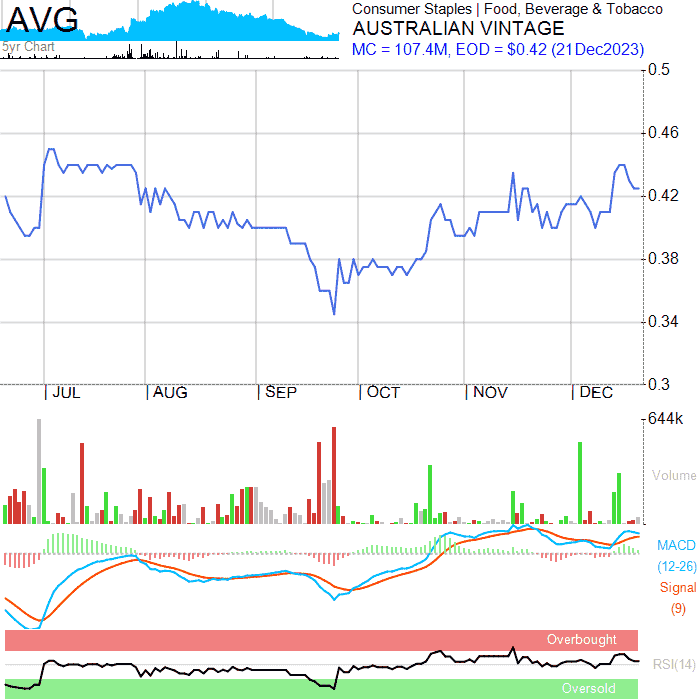 AVG
5yr Chart
Consumer Staples | Food, Beverage & Tobacco
AUSTRALIAN VINTAGE
MC = 107.4M, EOD = $0.42 (21Dec2023)
0.5
0.46
0.42
0.38
0.34
0.3
JUL AUG SEP OCT NOV DEC
644k
Volume
MACD
(12-26)
Signal
(9)
Overbought
RSI(14)
Oversold